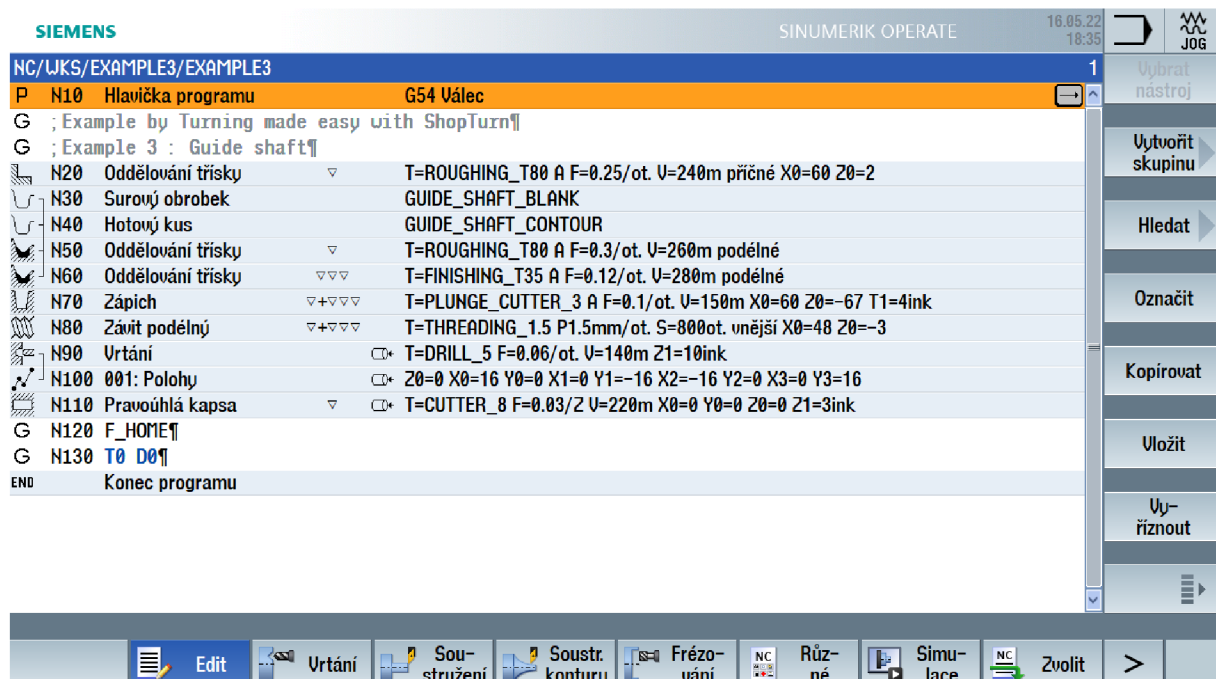 SIEMENS
SINUMERIK OPERATE
16.05.22
18:35
JOG
NC/WKS/EXAMPLE3/EXAMPLE3 1
P N10 Hlavička programu G54 Válec
G ;Example by Turning made easy with ShopTurn¶
G ;Example 3 : Guide shaft¶
N20 Oddělování třísky ▽ T=ROUGHING_T80 A F=0.25/ot. V=240m příčné X0=60 Z0=2
N30 Surový obrobek GUIDE_SHAFT_BLANK
N40 Hotový kus GUIDE_SHAFT_CONTOUR
N50 Oddělování třísky ▽ T=ROUGHING_T80 A F=0.3/ot. V=260m podélné
N60 Oddělování třísky ▽▽▽ T=FINISHING_T35 A F=0.12/ot. V=280m podélné
N70 Zápich ▽+▽▽▽ T=PLUNGE_CUTTER_3 A F=0.1/ot. V=150m X0=60 Z0=-67 T1=4ink
N80 Závit podélný ▽+▽▽▽ T=THREADING_1.5 P1.5mm/ot. S=800ot. vnější X0=48 Z0=-3
N90 Vrtání T=DRILL_5 F=0.06/ot. V=140m Z1=10ink
N100 001: Polohy Z0=0 X0=16 Y0=0 X1=0 Y1=-16 X2=-16 Y2=0 X3=0 Y3=16
N110 Pravoúhlá kapsa ▽ T=CUTTER_8 F=0.03/Z V=220m X0=0 Y0=0 Z0=0 Z1=3ink
G N120 F_HOME¶
G N130 T0 D0¶
END Konec programu
Vybrat
nástroj
Vytvořit
skupinu
Hledat
Označit
Kopírovat
Vložit
Vy-
říznout
Edit
Vrtání
Sou-
stružení
Soustr.
konturu
Frézo-
vání
NC
Růz-
né
Simu-
lace
NC
Zvolit
>